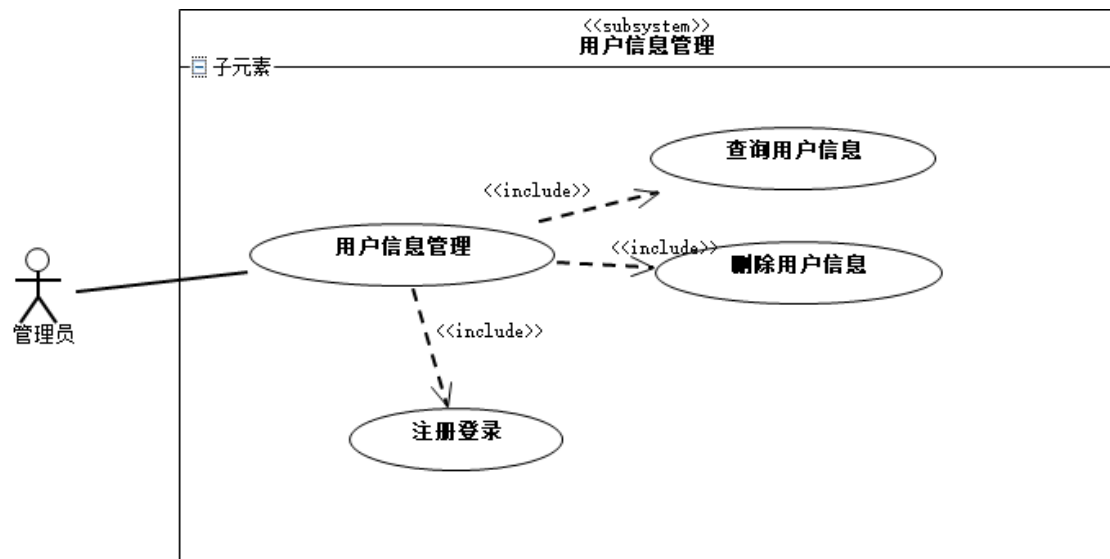 <<subsystem>>
用户信息管理
子元素
查询用户信息
<<include>>
用户信息管理
<<include>>
删除用户信息
管理员
<<include>>
注册登录